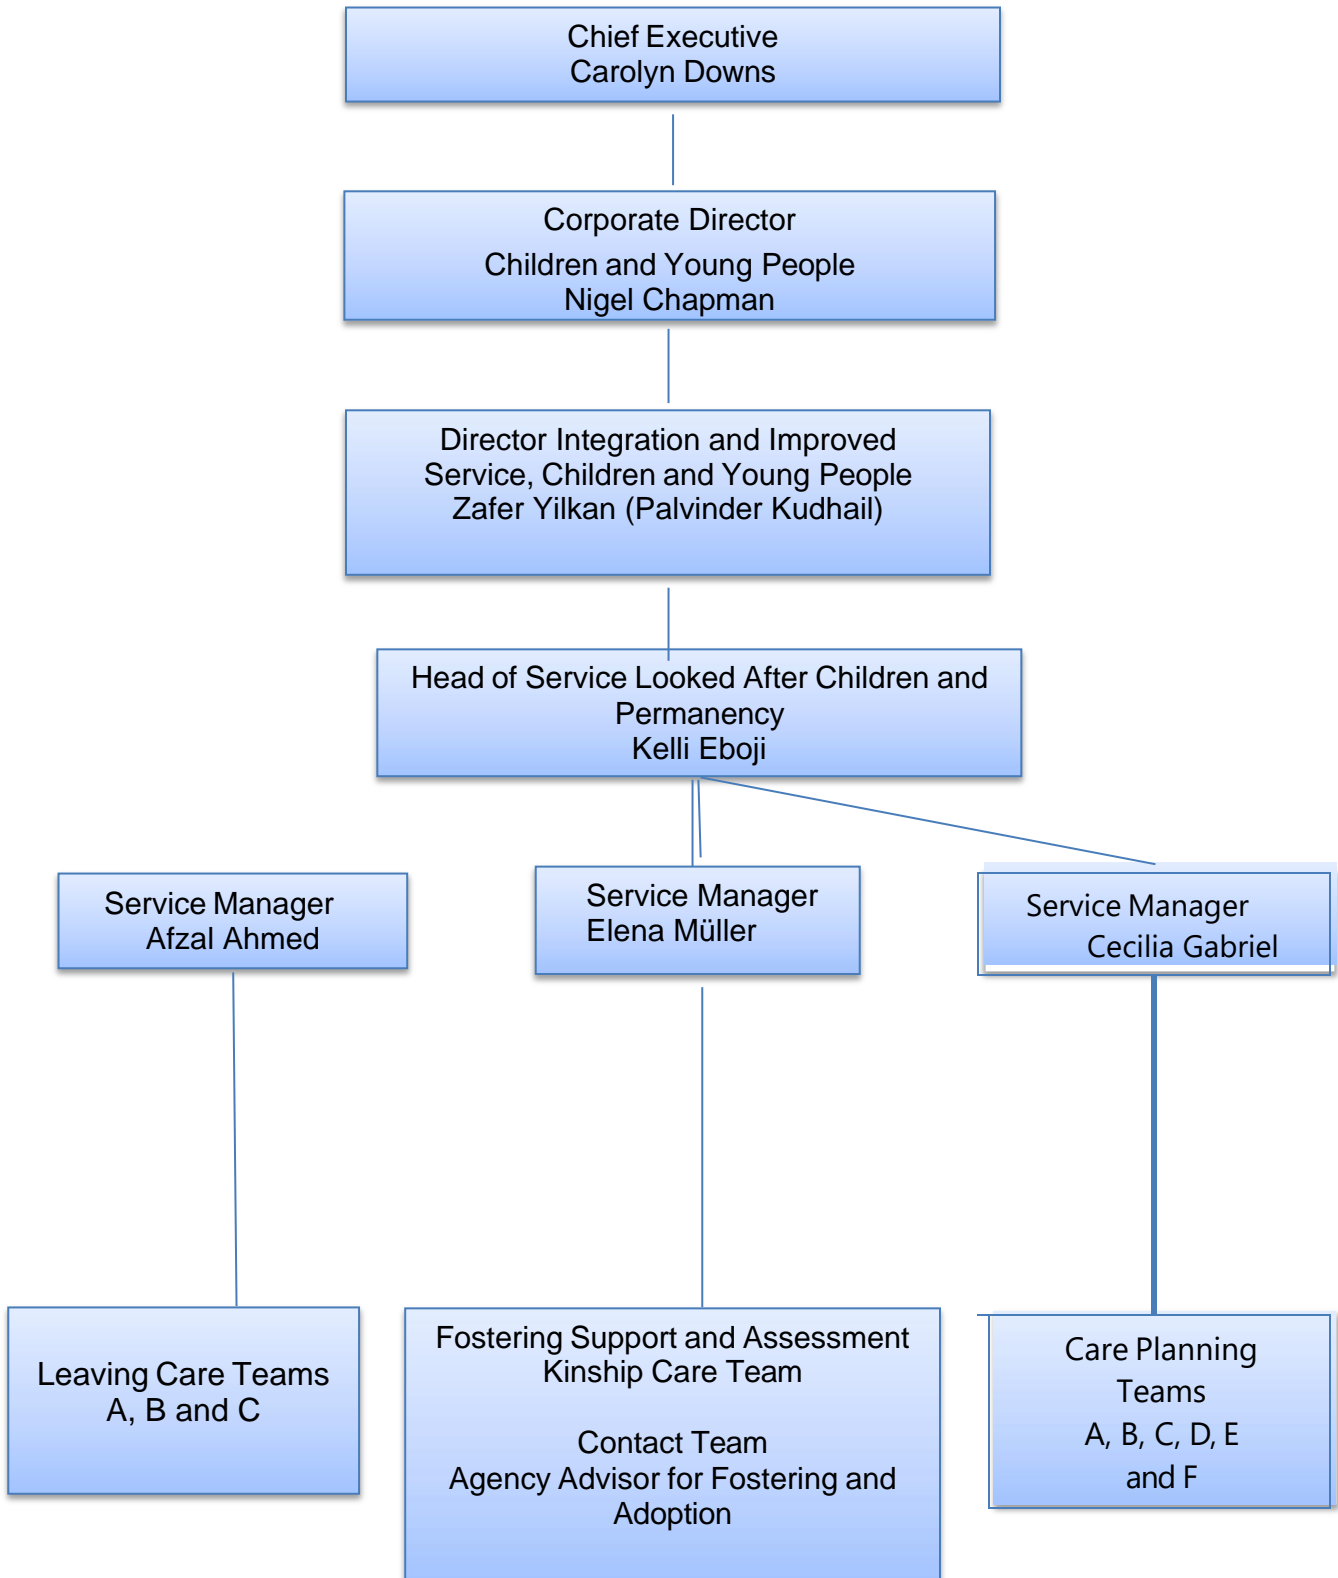 Chief Executive
Carolyn Downs
Corporate Director
Children and Young People
Nigel Chapman
Director Integration and Improved
Service, Children and Young People
Zafer Yilkan (Palvinder Kudhail)
Head of Service Looked After Children and
Permanency
Kelli Eboji
Service Manager
Afzal Ahmed
Service Manager
Elena Müller
Service Manager
Cecilia Gabriel
Leaving Care Teams
A, B and C
Fostering Support and Assessment
Kinship Care Team
Contact Team
Agency Advisor for Fostering and
Adoption
Care Planning
Teams
A, B, C, D, E
and F